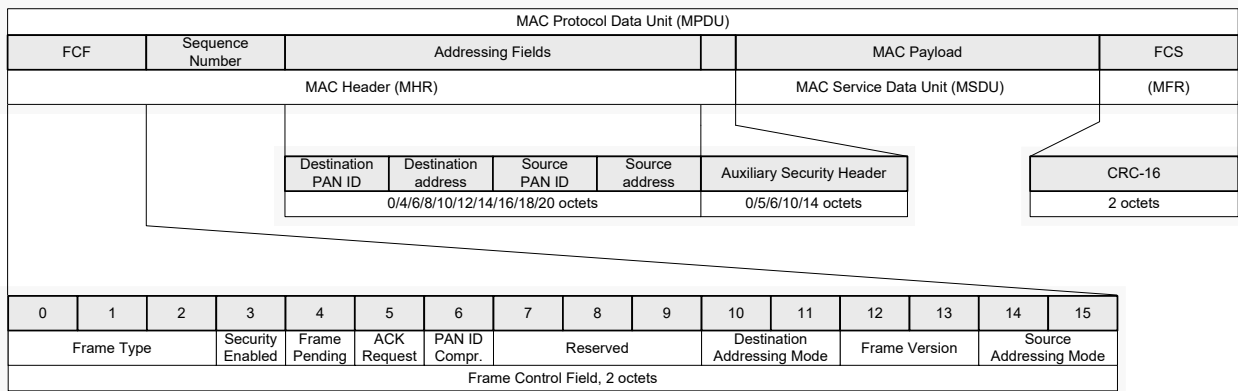 MAC Protocol Data Unit (MPDU)
FCF Sequence Number Addressing Fields MAC Payload FCS
MAC Header (MHR) MAC Service Data Unit (MSDU) (MFR)
Destination PAN ID Destination address Source PAN ID Source address Auxiliary Security Header CRC-16
0/4/6/8/10/12/14/16/18/20 octets 0/5/6/10/14 octets 2 octets
0 1 2 3 4 5 6 7 8 9 10 11 12 13 14 15
Frame Type Security Enabled Frame Pending ACK Request PAN ID Compr. Reserved Destination Addressing Mode Frame Version Source Addressing Mode
Frame Control Field, 2 octets